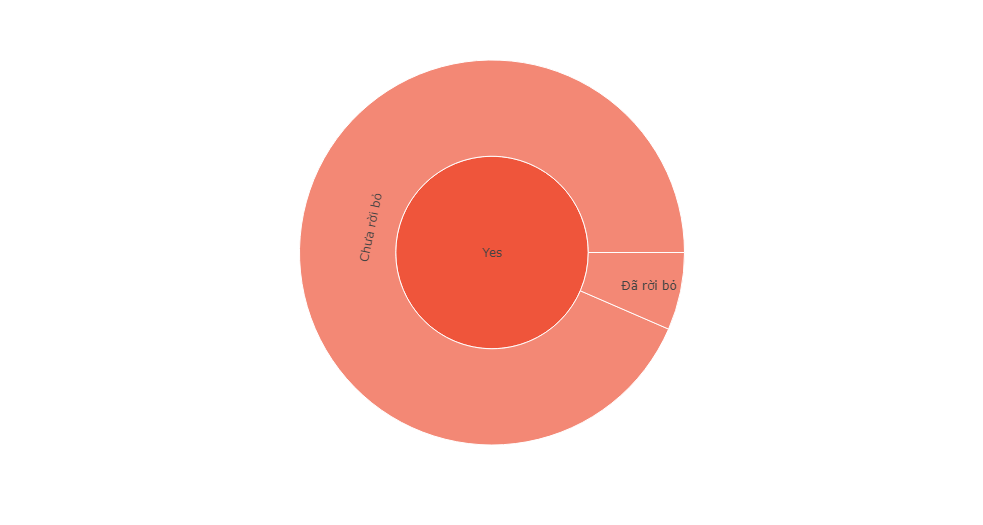 Chưa rời bỏ
Yes
Đã rời bỏ